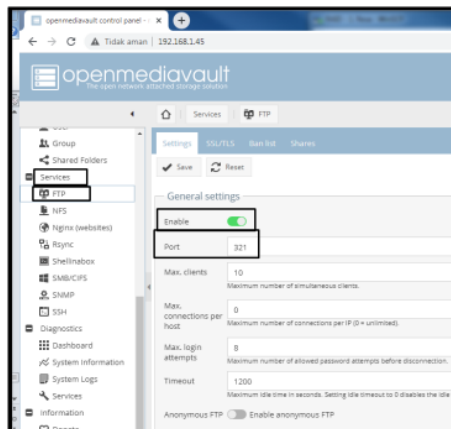 openmediavault control panel -
Tidak aman | 192.168.1.45
openmediavault
The open network attached storage solution
Services
FTP
Group
Shared Folders
Services
FTP
NFS
Nginx (websites)
Rsync
Shellinabox
SMB/CIFS
SNMP
SSH
Diagnostics
Dashboard
System Information
System Logs
Services
Information
Settings SSL/TLS Ban list Shares
Save Reset
General settings
Enable
Port 321
Max. clients 10
Maximum number of simultaneous clients.
Max. connections per host 0
Maximum number of connections per IP (0 = unlimited).
Max. login attempts 8
Maximum number of allowed password attempts before disconnection.
Timeout 1200
Maximum idle time in seconds. Setting idle timeout to 0 disables the idle
Anonymous FTP Enable anonymous FTP